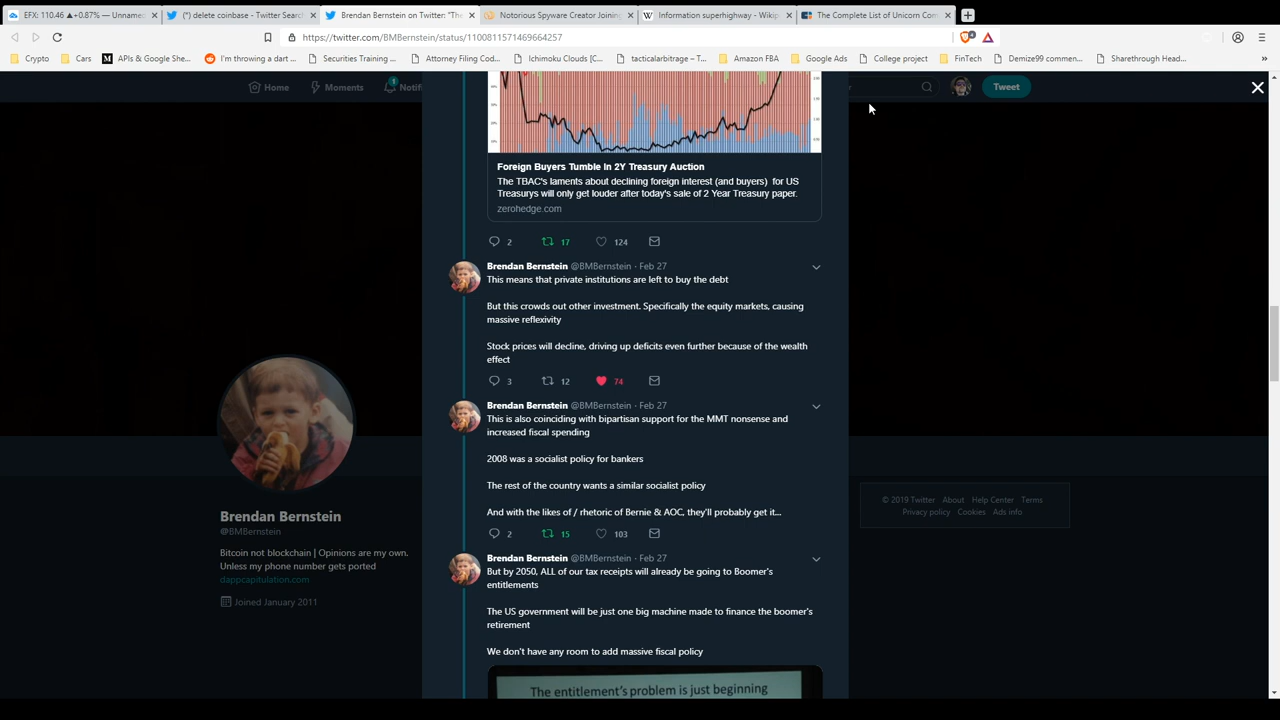 EFX: 110.46 ▲+0.87% — Unname
(*) delete coinbase - Twitter Searc
Brendan Bernstein on Twitter: "The
Notorious Spyware Creator Joining
Information superhighway - Wikip
The Complete List of Unicorn Com
https://twitter.com/BMBernstein/status/1100811571469664257
4
Crypto
Cars
APIs & Google She...
I'm throwing a dart ...
Securities Training ...
Attorney Filing Cod...
Ichimoku Clouds [C...
tacticalarbitrage – T...
Amazon FBA
Google Ads
College project
FinTech
Demize99 commen...
Sharethrough Head...
Home
Moments
1
Notifi
Tweet
Foreign Buyers Tumble In 2Y Treasury Auction
The TBAC's laments about declining foreign interest (and buyers) for US
Treasurys will only get louder after today's sale of 2 Year Treasury paper.
zerohedge.com
2 17 124
Brendan Bernstein @BMBernstein · Feb 27
This means that private institutions are left to buy the debt
But this crowds out other investment. Specifically the equity markets, causing
massive reflexivity
Stock prices will decline, driving up deficits even further because of the wealth
effect
3 12 74
Brendan Bernstein @BMBernstein · Feb 27
This is also coinciding with bipartisan support for the MMT nonsense and
increased fiscal spending
2008 was a socialist policy for bankers
The rest of the country wants a similar socialist policy
And with the likes of / rhetoric of Bernie & AOC, they'll probably get it...
2 15 103
Brendan Bernstein @BMBernstein · Feb 27
But by 2050, ALL of our tax receipts will already be going to Boomer's
entitlements
The US government will be just one big machine made to finance the boomer's
retirement
We don't have any room to add massive fiscal policy
The entitlement's problem is just beginning
Brendan Bernstein
@BMBernstein
Bitcoin not blockchain | Opinions are my own.
Unless my phone number gets ported
dappcapitulation.com
Joined January 2011
© 2019 Twitter About Help Center Terms
Privacy policy Cookies Ads info